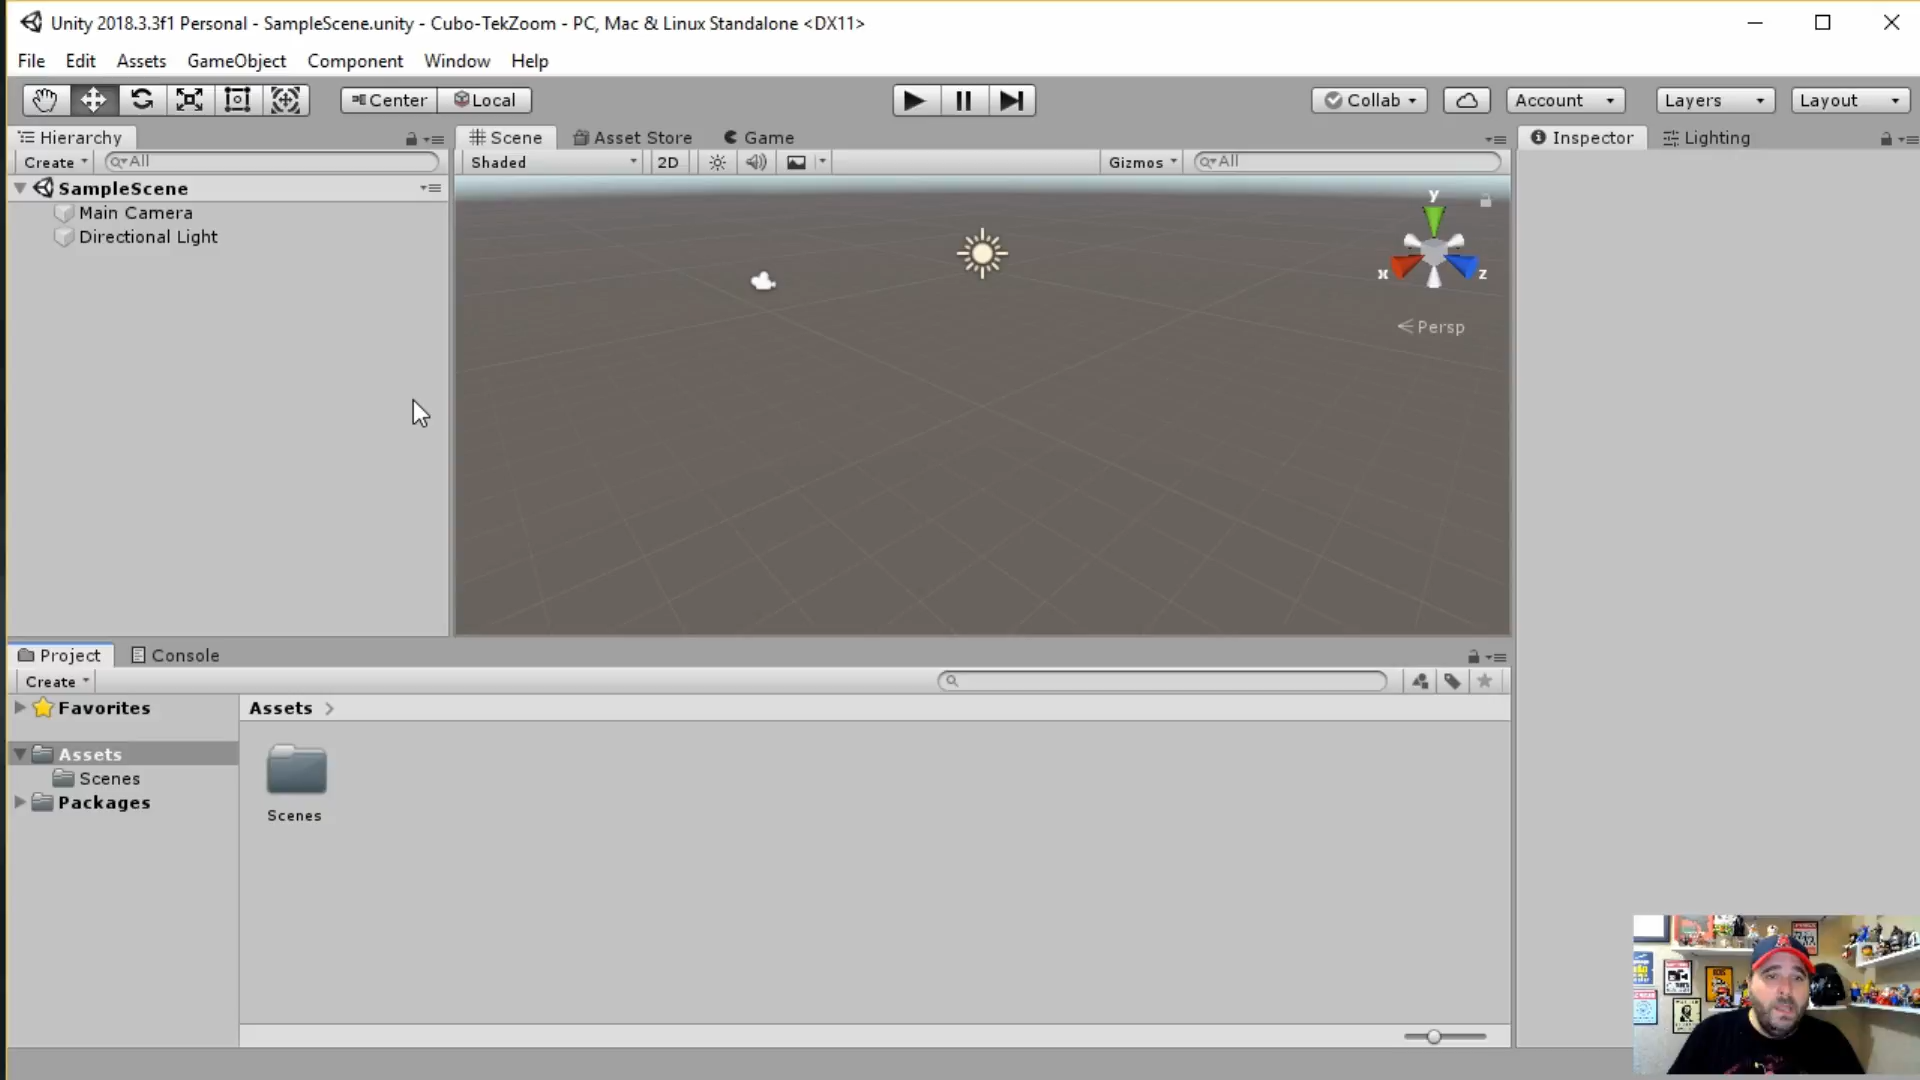 Unity 2018.3.3f1 Personal - SampleScene.unity - Cubo-TekZoom - PC, Mac & Linux Standalone <DX11>
File Edit Assets GameObject Component Window Help
Center Local Collab Account Layers Layout
Hierarchy Scene Asset Store Game Inspector Lighting
Create All Shaded 2D Gizmos All
SampleScene
Main Camera
Directional Light
y
x z
Persp
Project Console
Create
Favorites Assets
Assets
Scenes
Packages
Scenes